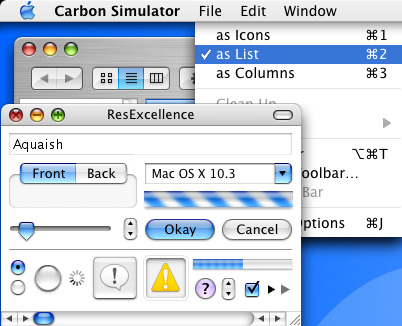 Carbon Simulator File Edit Window
as Icons ⌘1
✓ as List ⌘2
as Columns ⌘3
Clean Up
ResExcellence
Aquaish
⌥⌘T
Front Back
Mac OS X 10.3
oolbar...
Bar
Okay Cancel
Options ⌘J